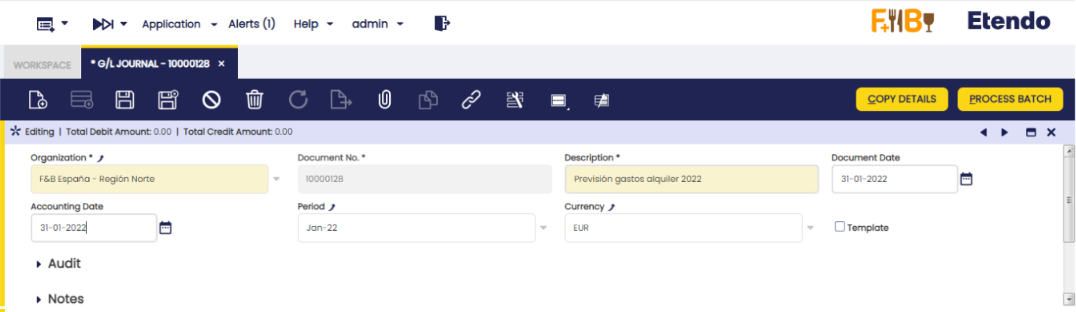 Application Alerts (1) Help admin F&B Etendo
WORKSPACE * G/L JOURNAL - 10000128 ×
COPY DETAILS PROCESS BATCH
Editing | Total Debit Amount: 0.00 | Total Credit Amount: 0.00
Organization * Document No. * Description * Document Date
F&B España - Región Norte 10000128 Previsión gastos alquiler 2022 31-01-2022
Accounting Date Period Currency
31-01-2022 Jan-22 EUR Template
Audit
Notes